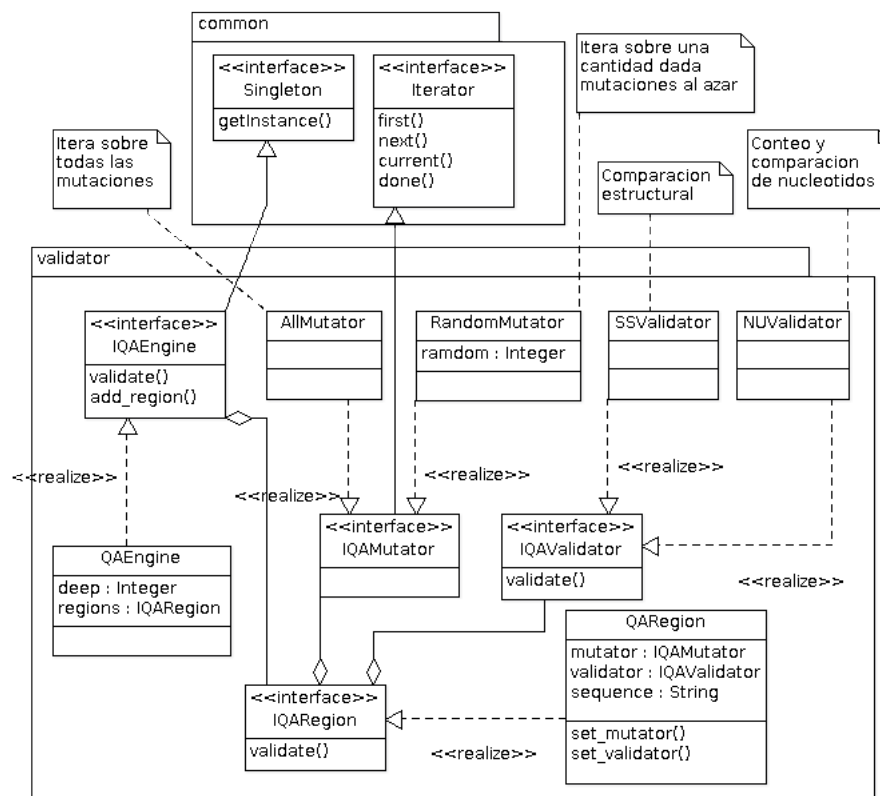 common
<<interface>>
Singleton
getInstance()
<<interface>>
Iterator
first()
next()
current()
done()
Itera sobre una
cantidad dada
mutaciones al azar
Itera sobre
todas las
mutaciones
Comparacion
estructural
Conteo y
comparacion
de nucleotidos
validator
<<interface>>
IQAEngine
validate()
add_region()
AllMutator
RandomMutator
ramdom : Integer
SSValidator
NUValidator
<<realize>>
<<realize>>
<<realize>>
<<realize>>
<<interface>>
IQAMutator
<<interface>>
IQAValidator
validate()
<<realize>>
QAEngine
deep : Integer
regions : IQARegion
QARegion
mutator : IQAMutator
validator : IQAValidator
sequence : String
set_mutator()
set_validator()
<<interface>>
IQARegion
validate()
<<realize>>